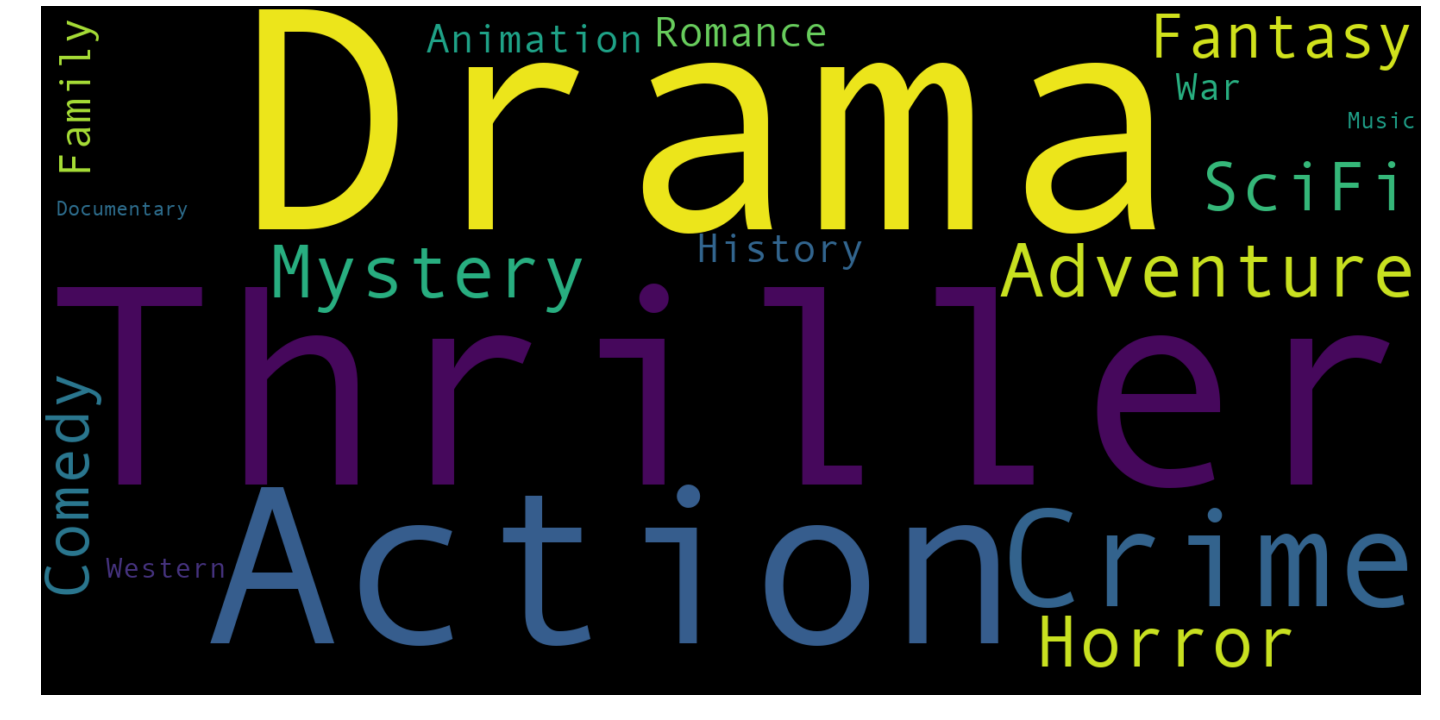 Family
Animation
Romance
Fantasy
Drama
War
Music
SciFi
Documentary
Mystery
History
Adventure
Thriller
Comedy
Action
Crime
Western
Horror